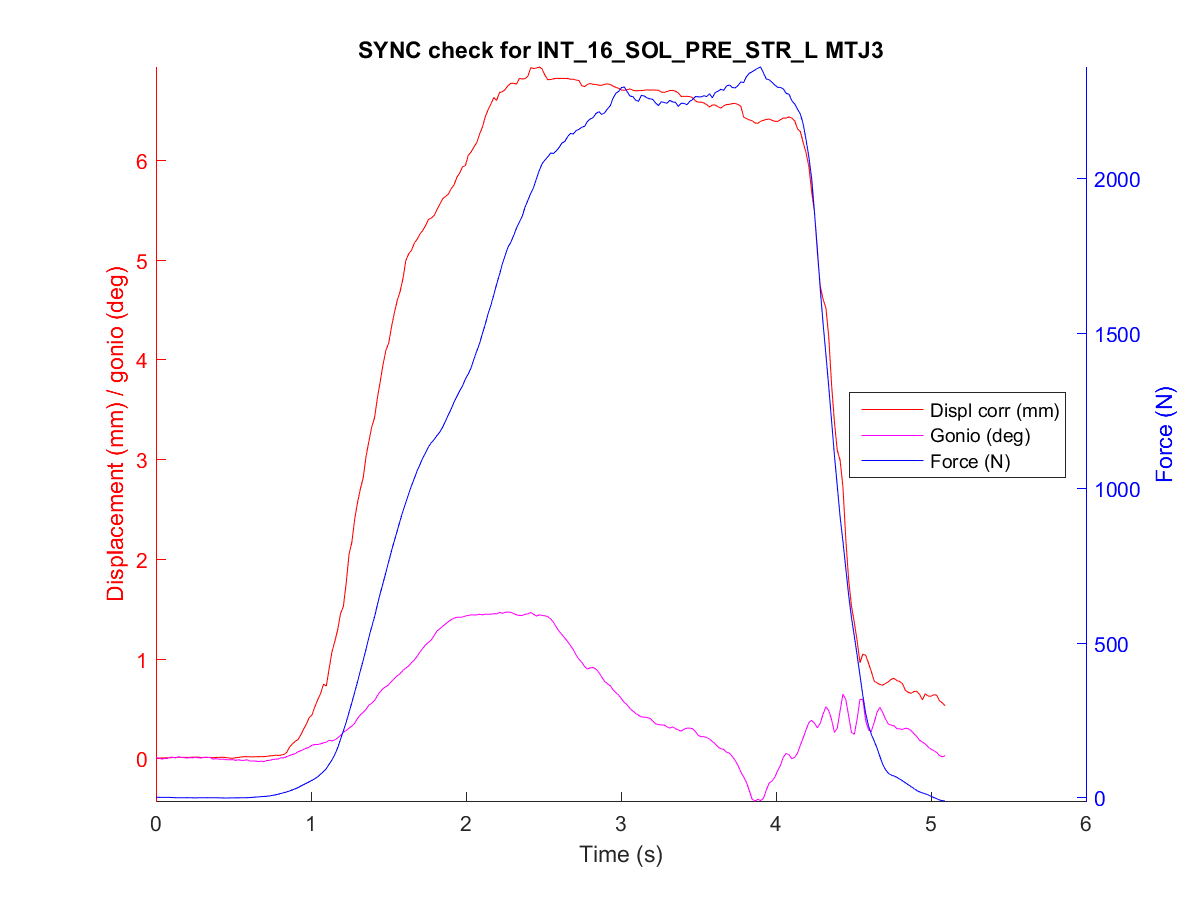 SYNC check for INT_16_SOL_PRE_STR_L MTJ3
Displacement (mm) / gonio (deg)
6
5
4
3
2
1
0
2000
1500
1000
500
0
Force (N)
Displ corr (mm)
Gonio (deg)
Force (N)
0 1 2 3 4 5 6
Time (s)